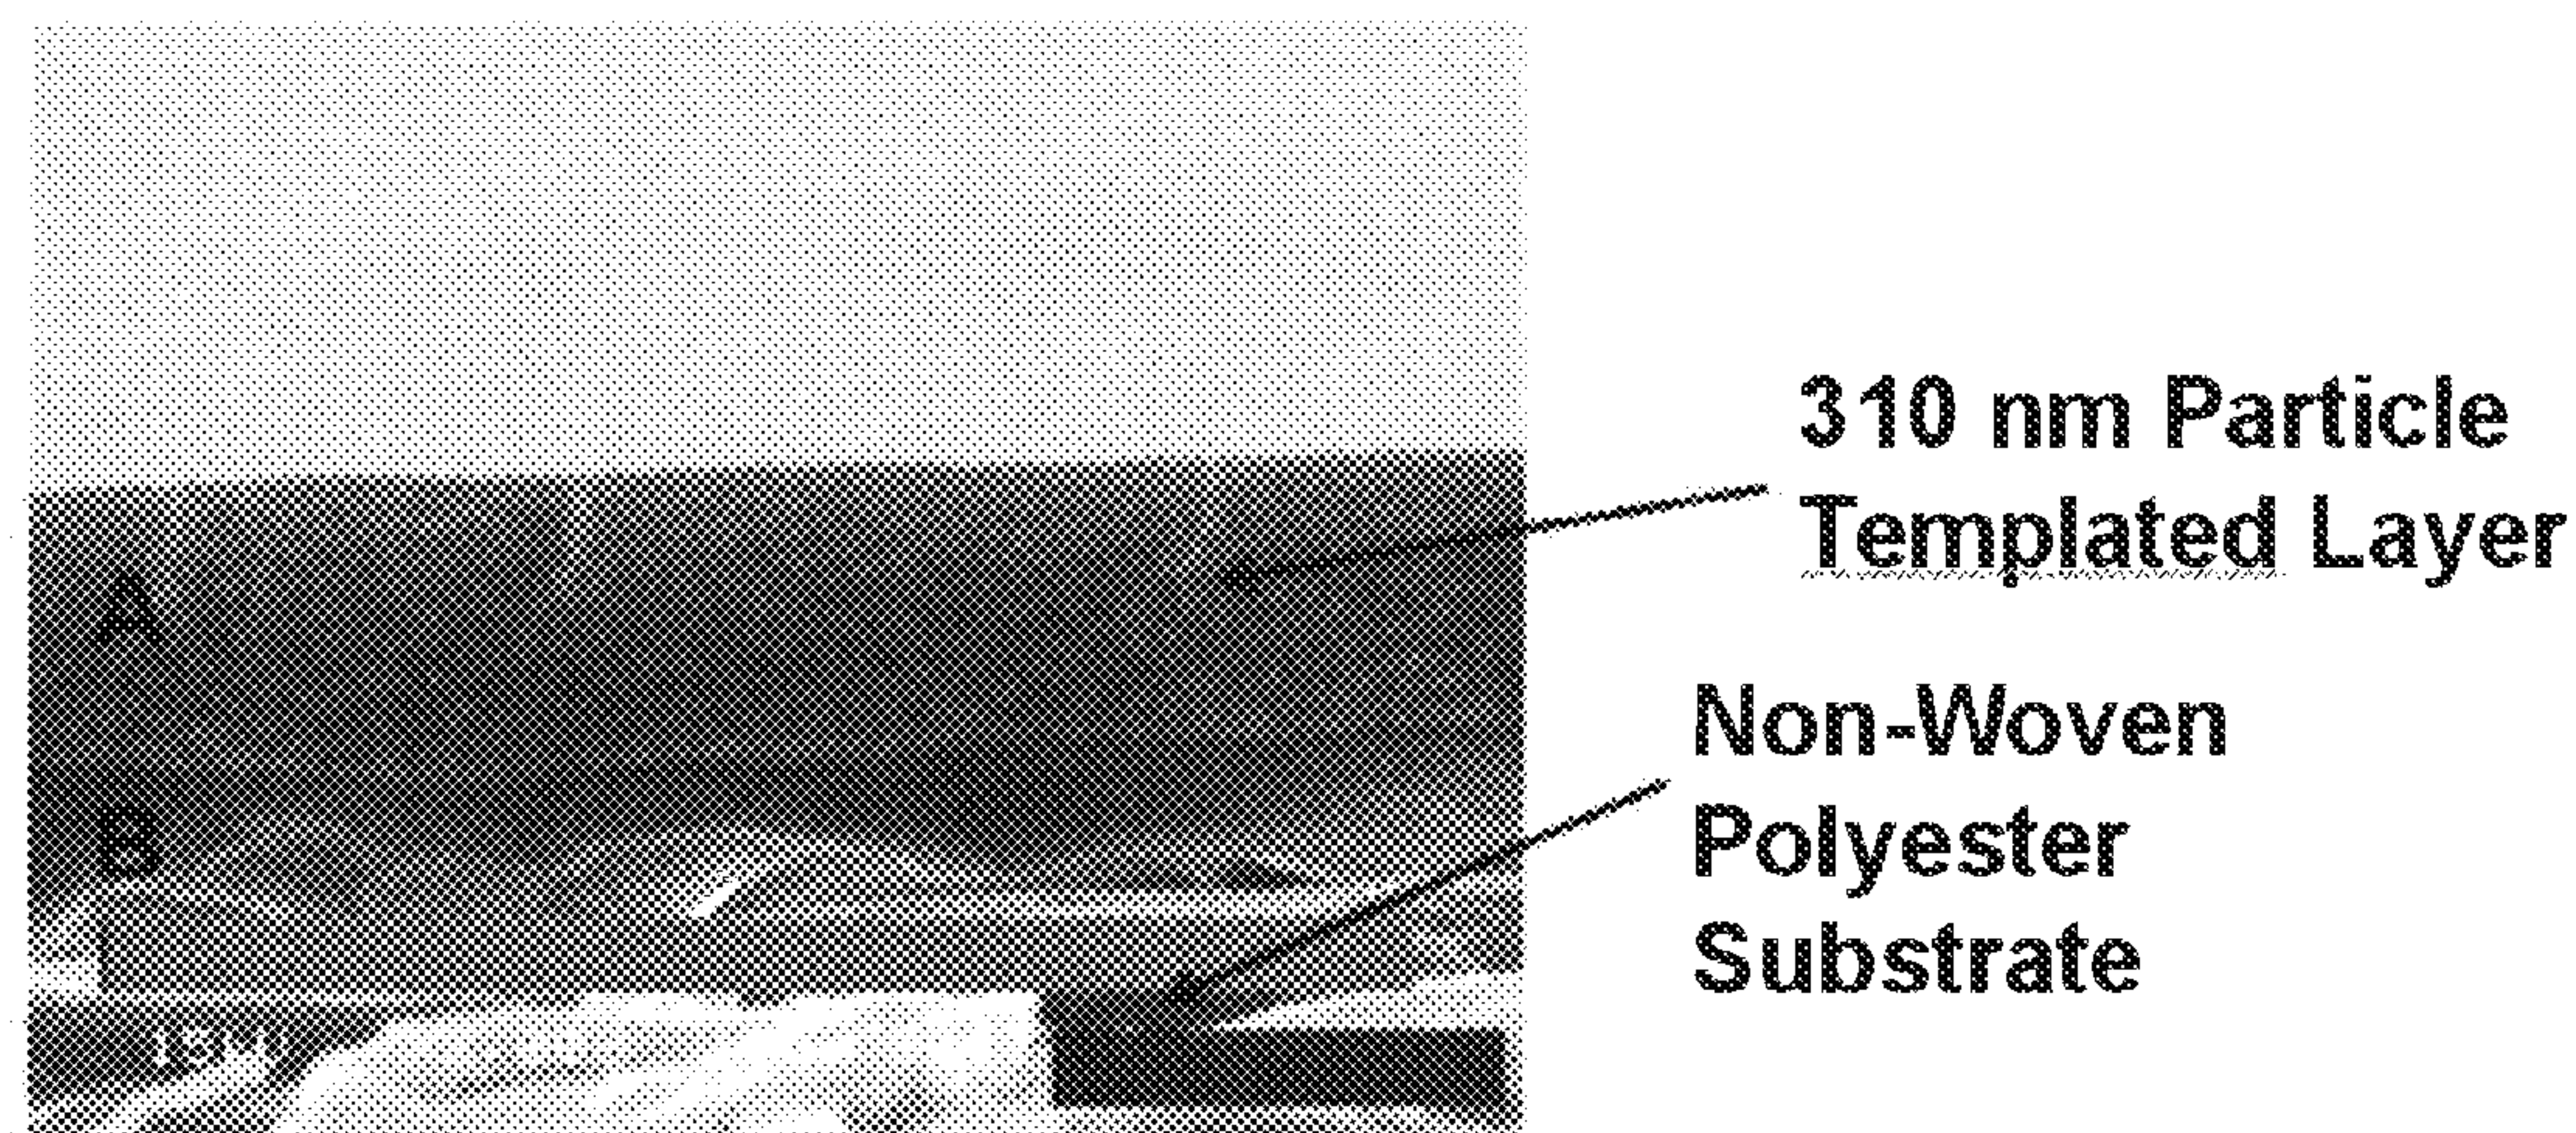 310 nm Particle
Templated Layer
A
Non-Woven
Polyester
Substrate
B